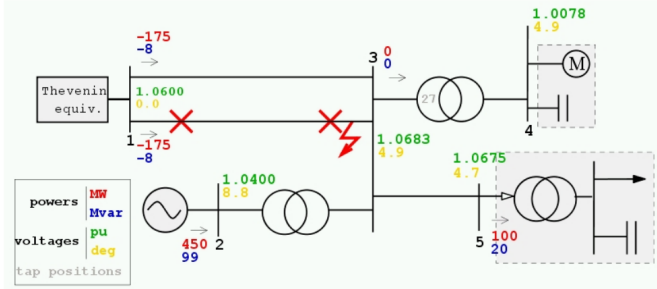 1.0078
4.9
-175
-8
3
0
0
M
Thevenin
equiv.
1.0600
0.0
27
4
1
-175
-8
1.0683
4.9
1.0675
4.7
1.0400
8.8
powers
MW
Mvar
voltages
pu
deg
tap positions
450
99
2
5
100
20